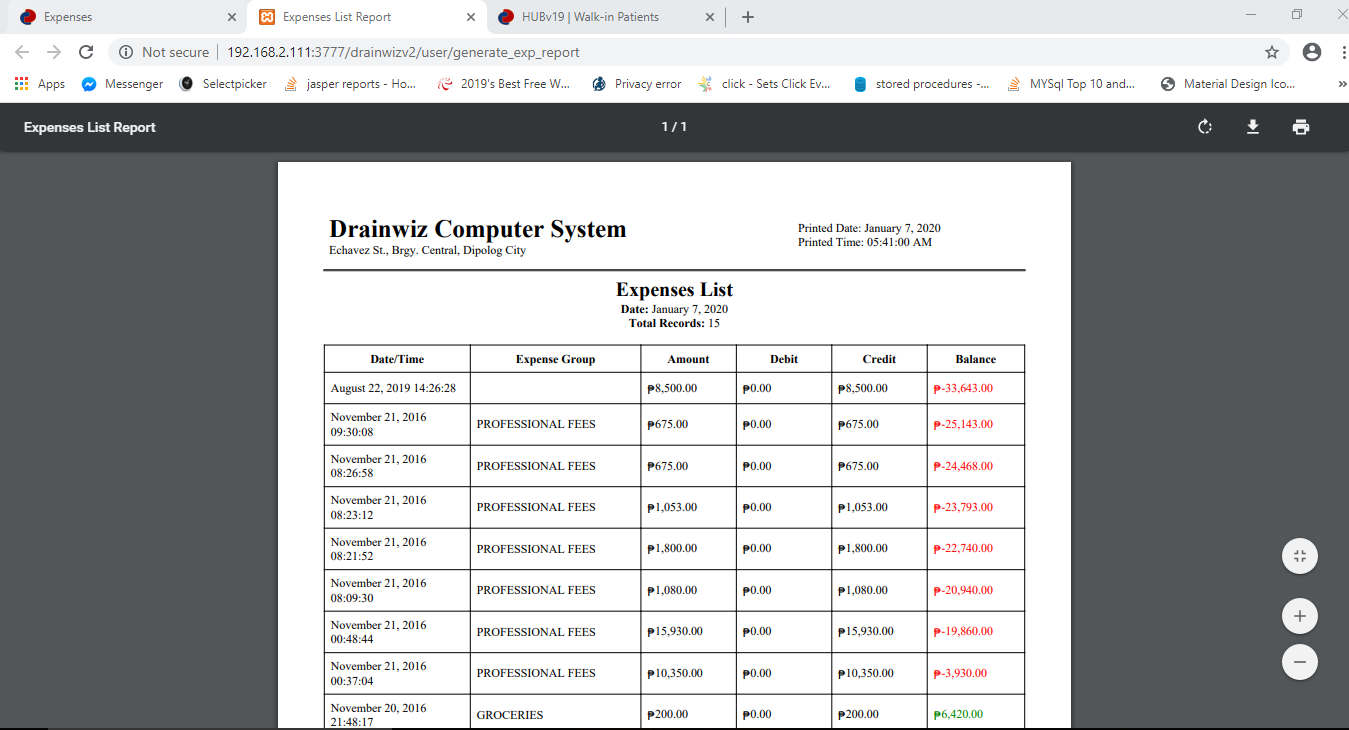 Expenses
Expenses List Report
HUBv19 | Walk-in Patients
Not secure
192.168.2.111:3777/drainwizv2/user/generate_exp_report
Apps
Messenger
Selectpicker
jasper reports - Ho...
2019's Best Free W...
Privacy error
click - Sets Click Ev...
stored procedures -...
MYSql Top 10 and...
Material Design Ico...
»
Expenses List Report
1 / 1
Drainwiz Computer System
Echavez St., Brgy. Central, Dipolog City
Printed Date: January 7, 2020
Printed Time: 05:41:00 AM
Expenses List
Date: January 7, 2020
Total Records: 15
Date/Time Expense Group Amount Debit Credit Balance
August 22, 2019 14:26:28 ₱8,500.00 ₱0.00 ₱8,500.00 ₱-33,643.00
November 21, 2016
09:30:08
PROFESSIONAL FEES ₱675.00 ₱0.00 ₱675.00 ₱-25,143.00
November 21, 2016
08:26:58
PROFESSIONAL FEES ₱675.00 ₱0.00 ₱675.00 ₱-24,468.00
November 21, 2016
08:23:12
PROFESSIONAL FEES ₱1,053.00 ₱0.00 ₱1,053.00 ₱-23,793.00
November 21, 2016
08:21:52
PROFESSIONAL FEES ₱1,800.00 ₱0.00 ₱1,800.00 ₱-22,740.00
November 21, 2016
08:09:30
PROFESSIONAL FEES ₱1,080.00 ₱0.00 ₱1,080.00 ₱-20,940.00
November 21, 2016
00:48:44
PROFESSIONAL FEES ₱15,930.00 ₱0.00 ₱15,930.00 ₱-19,860.00
November 21, 2016
00:37:04
PROFESSIONAL FEES ₱10,350.00 ₱0.00 ₱10,350.00 ₱-3,930.00
November 20, 2016
21:48:17
GROCERIES ₱200.00 ₱0.00 ₱200.00 ₱6,420.00